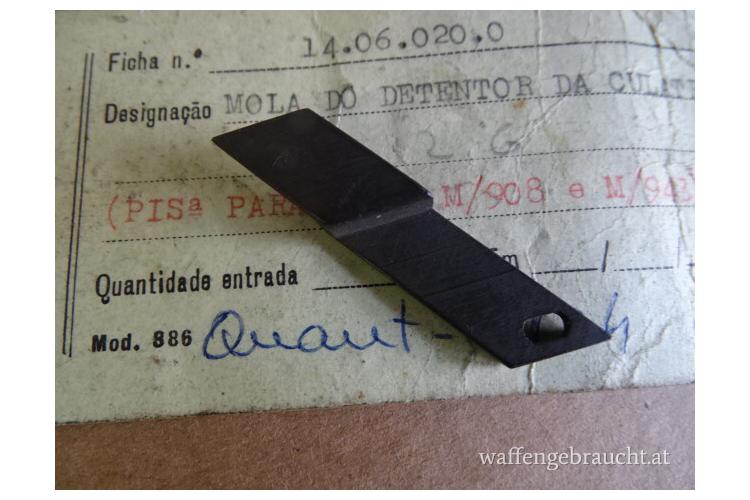 Ficha n.º 14.06.020.0
Designação MOLA DO DETENTOR DA
(PISª M/908 e M/943
Quantidade entrada / /
Mod. 886 Quant-
waffengebraucht.at